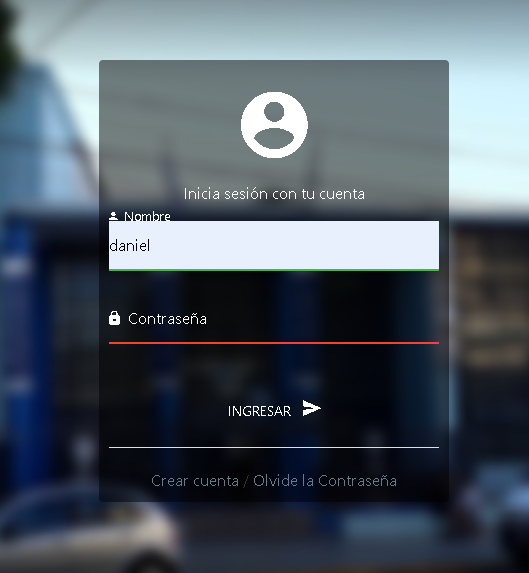 Inicia sesión con tu cuenta
Nombre
daniel
Contraseña
INGRESAR
Crear cuenta / Olvide la Contraseña